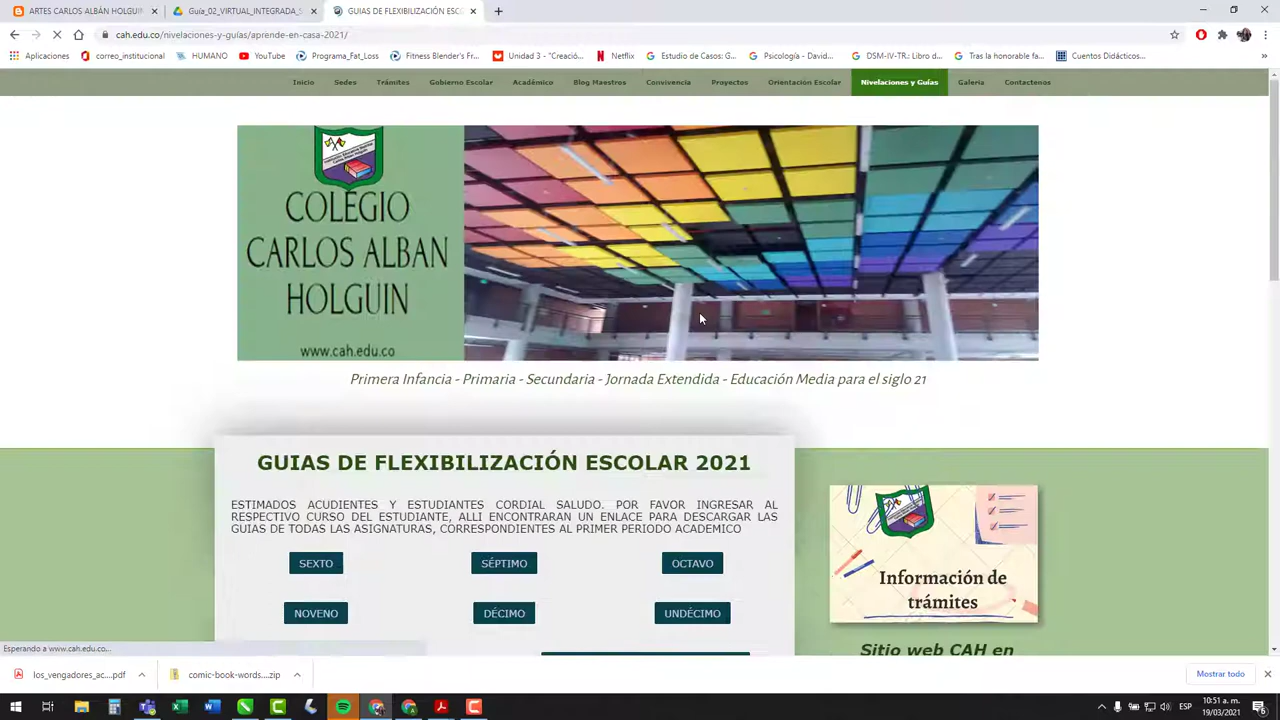 ARTES CARLOS ALBÁN HOLGUIN
Guía_02_VIRTUAL_INTEGRADA_S
GUIAS DE FLEXIBILIZACIÓN ESC
cah.edu.co/nivelaciones-y-guías/aprende-en-casa-2021/
Aplicaciones
correo_institucional
HUMANO
YouTube
Programa_Fat_Loss
Fitness Blender's Fr...
Unidad 3 - "Creació...
Netflix
Estudio de Casos: G...
Psicología - David...
DSM-IV-TR.: Libro d...
Tras la honorable fa...
Cuentos Didácticos...
»
Inicio
Sedes
Trámites
Gobierno Escolar
Académico
Blog Maestros
Convivencia
Proyectos
Orientación Escolar
Nivelaciones y Guías
Galería
Contactenos
COLEGIO
CARLOS ALBAN
HOLGUIN
www.cah.edu.co
Primera Infancia - Primaria - Secundaria - Jornada Extendida - Educación Media para el siglo 21
GUIAS DE FLEXIBILIZACIÓN ESCOLAR 2021
ESTIMADOS ACUDIENTES Y ESTUDIANTES CORDIAL SALUDO. POR FAVOR INGRESAR AL
RESPECTIVO CURSO DEL ESTUDIANTE, ALLI ENCONTRARAN UN ENLACE PARA DESCARGAR LAS
GUIAS DE TODAS LAS ASIGNATURAS, CORRESPONDIENTES AL PRIMER PERIODO ACADEMICO
SEXTO
SÉPTIMO
OCTAVO
NOVENO
DÉCIMO
UNDÉCIMO
Información de
trámites
Sitio web CAH en
Esperando a www.cah.edu.co...
los_vengadores_ac....pdf
comic-book-words....zip
Mostrar todo
ESP
10:51 a. m.
19/03/2021